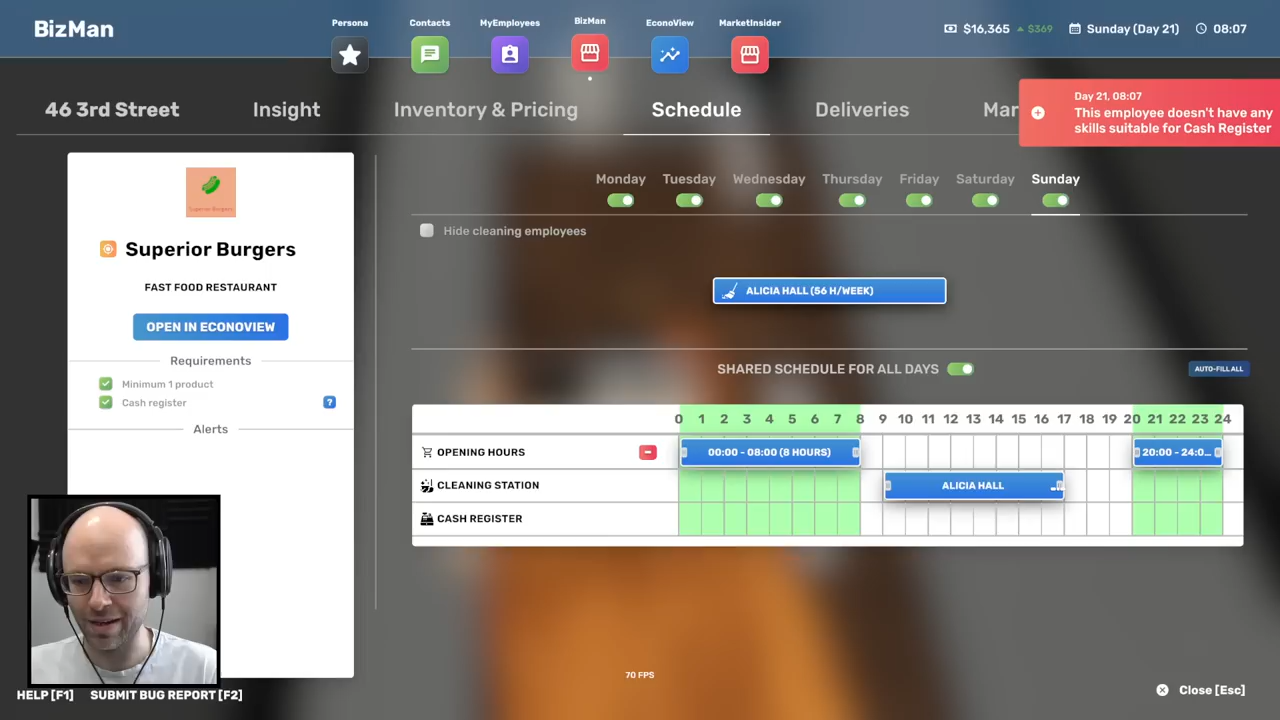 BizMan
Persona
Contacts
MyEmployees
BizMan
EconoView
MarketInsider
$16,365 $369
Sunday (Day 21)
08:07
46 3rd Street
Insight
Inventory & Pricing
Schedule
Deliveries
Mar
Day 21, 08:07
This employee doesn't have any
skills suitable for Cash Register
Superior Burgers
Superior Burgers
FAST FOOD RESTAURANT
OPEN IN ECONOVIEW
Requirements
Minimum 1 product
Cash register
?
Alerts
Monday Tuesday Wednesday Thursday Friday Saturday Sunday
Hide cleaning employees
ALICIA HALL (56 H/WEEK)
SHARED SCHEDULE FOR ALL DAYS
AUTO-FILL ALL
0 1 2 3 4 5 6 7 8 9 10 11 12 13 14 15 16 17 18 19 20 21 22 23 24
OPENING HOURS
00:00 - 08:00 (8 HOURS)
20:00 - 24:0...
CLEANING STATION
ALICIA HALL
CASH REGISTER
70 FPS
HELP [F1]
SUBMIT BUG REPORT [F2]
Close [Esc]